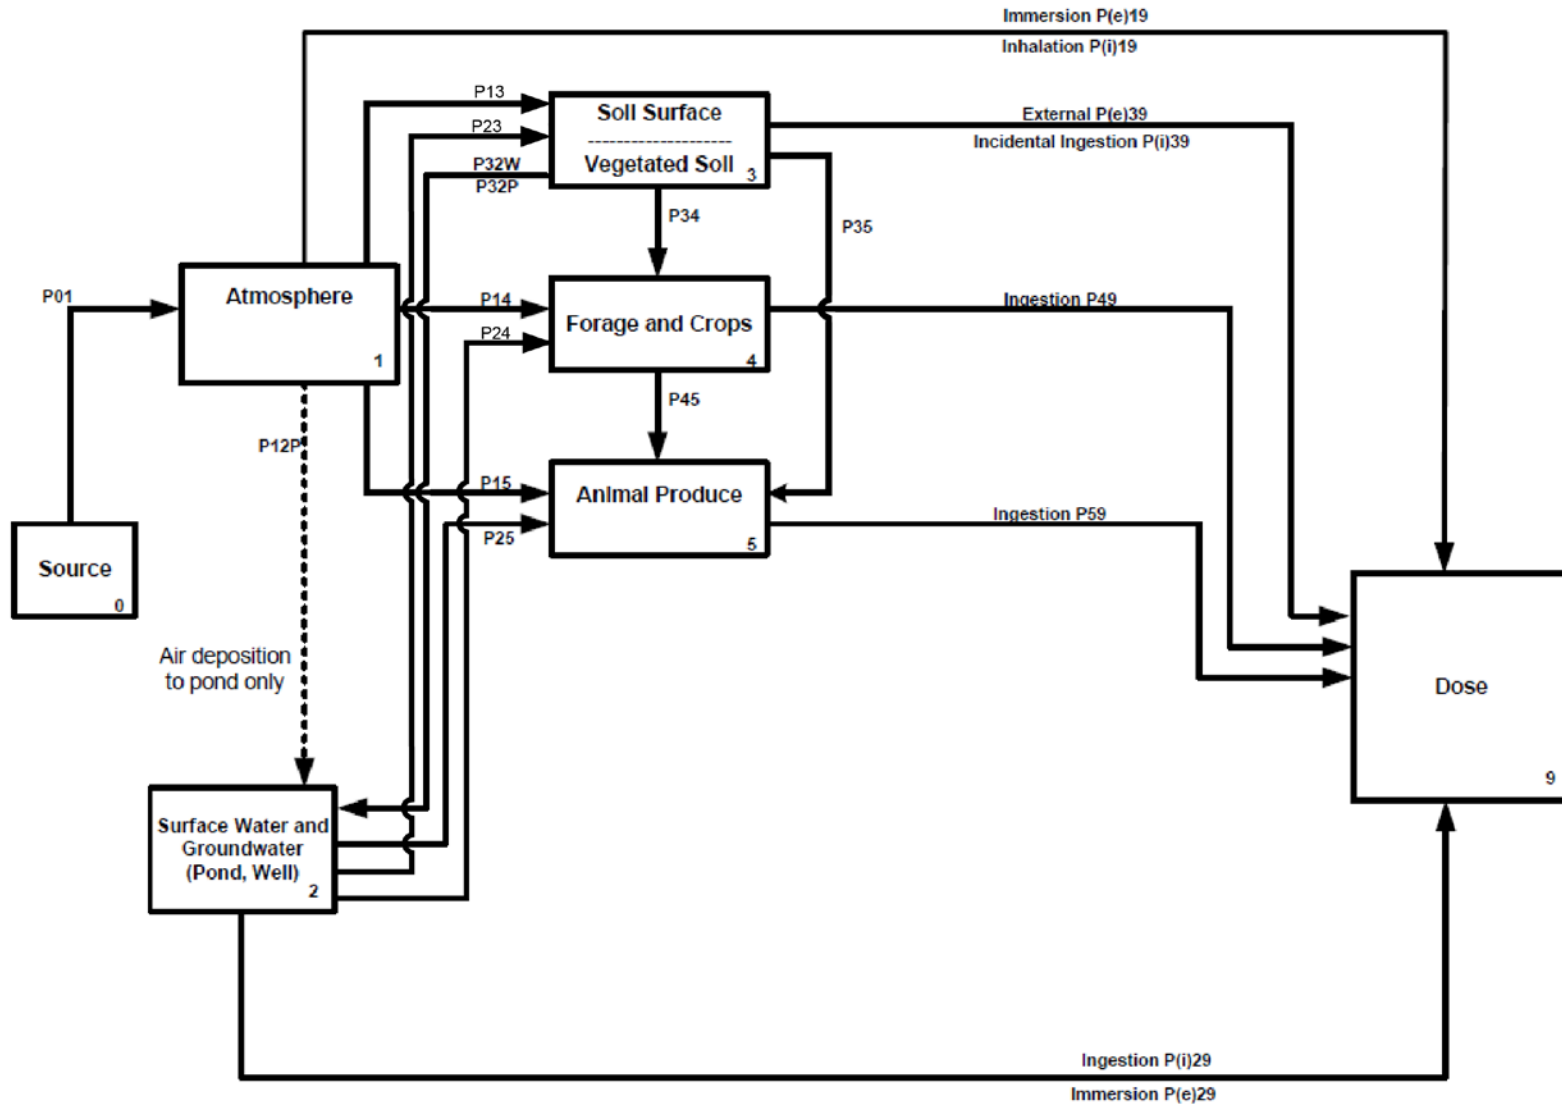 Immersion P(e)19
Inhalation P(i)19
P13
Soil Surface
P23
External P(e)39
Incidental Ingestion P(i)39
P32W
Vegetated Soil
3
P32P
P34
P35
P01
Atmosphere
1
P14
Ingestion P49
P24
Forage and Crops
4
P45
P12P
P15
Animal Produce
5
P25
Ingestion P59
Source
0
Air deposition
to pond only
Dose
9
Surface Water and
Groundwater
(Pond, Well)
2
Ingestion P(i)29
Immersion P(e)29